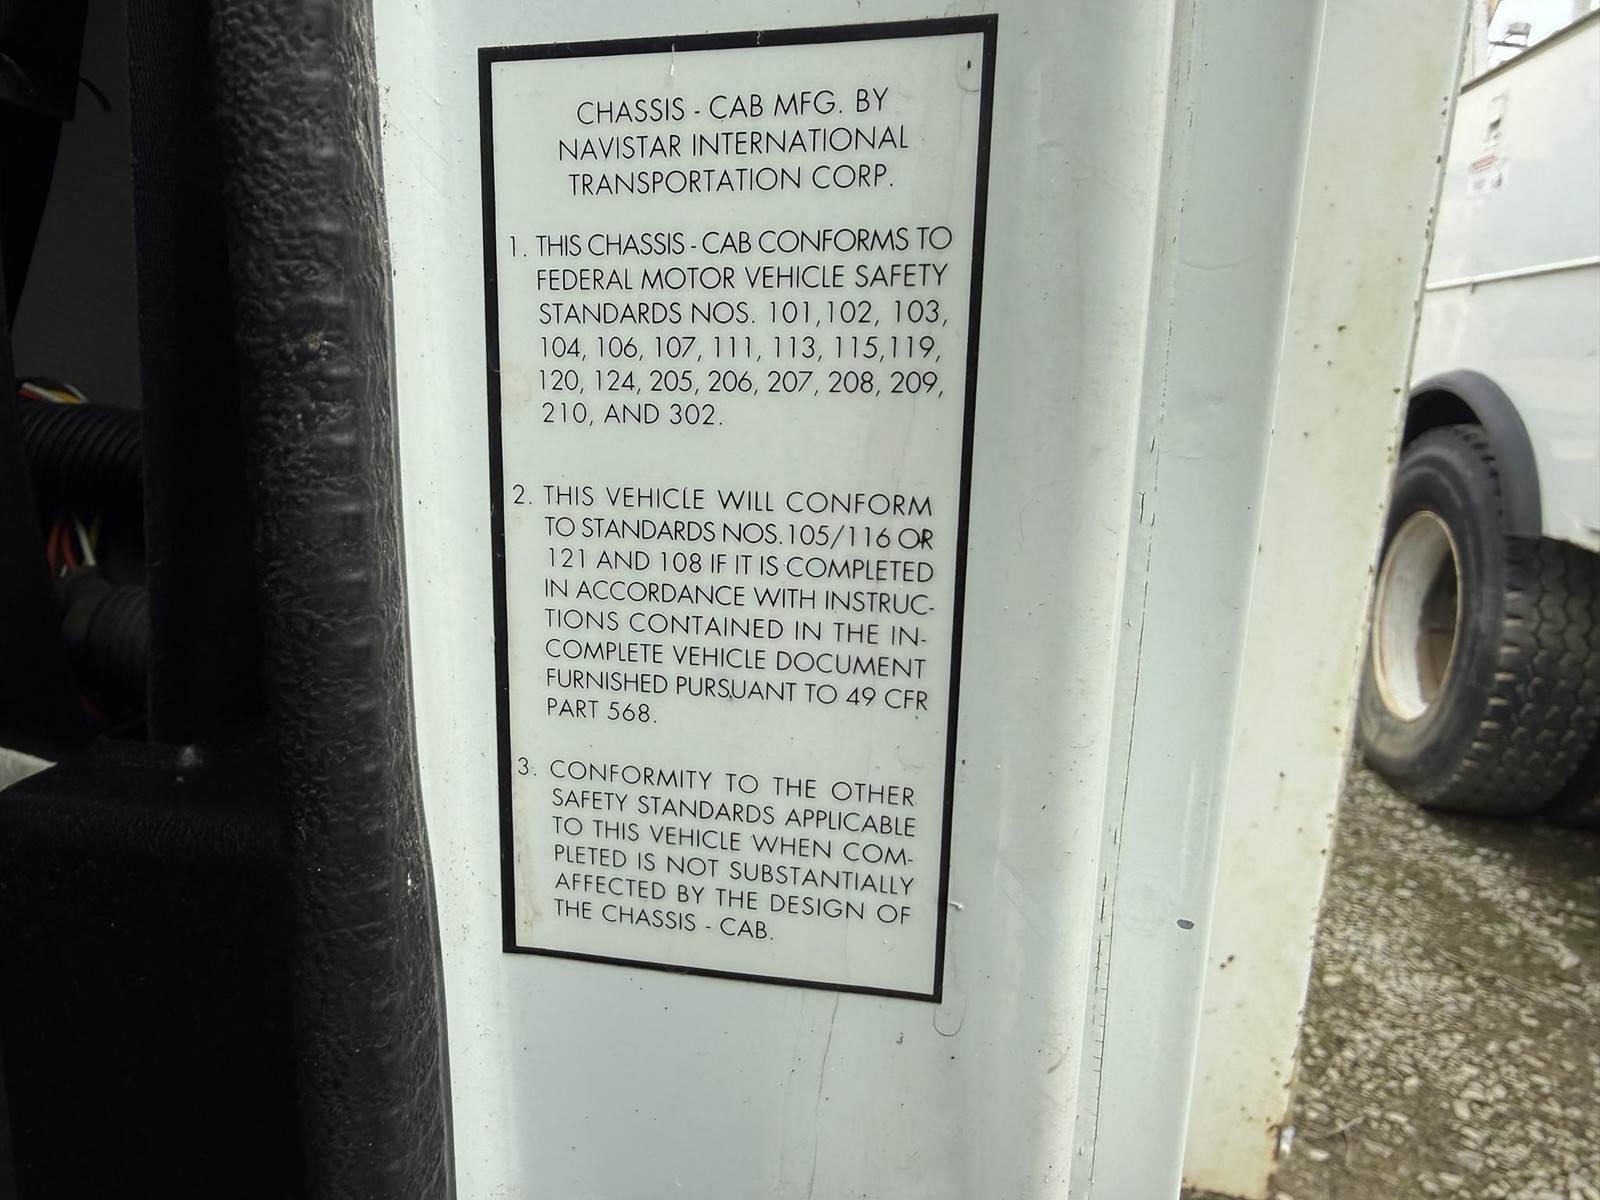 CHASSIS - CAB MFG. BY
NAVISTAR INTERNATIONAL
TRANSPORTATION CORP.
1. THIS CHASSIS - CAB CONFORMS TO
FEDERAL MOTOR VEHICLE SAFETY
STANDARDS NOS. 101, 102, 103,
104, 106, 107, 111, 113, 115, 119,
120, 124, 205, 206, 207, 208, 209,
210, AND 302.
2. THIS VEHICLE WILL CONFORM
TO STANDARDS NOS. 105/116 OR
121 AND 108 IF IT IS COMPLETED
IN ACCORDANCE WITH INSTRUC-
TIONS CONTAINED IN THE IN-
COMPLETE VEHICLE DOCUMENT
FURNISHED PURSUANT TO 49 CFR
PART 568.
3. CONFORMITY TO THE OTHER
SAFETY STANDARDS APPLICABLE
TO THIS VEHICLE WHEN COM-
PLETED IS NOT SUBSTANTIALLY
AFFECTED BY THE DESIGN OF
THE CHASSIS - CAB.